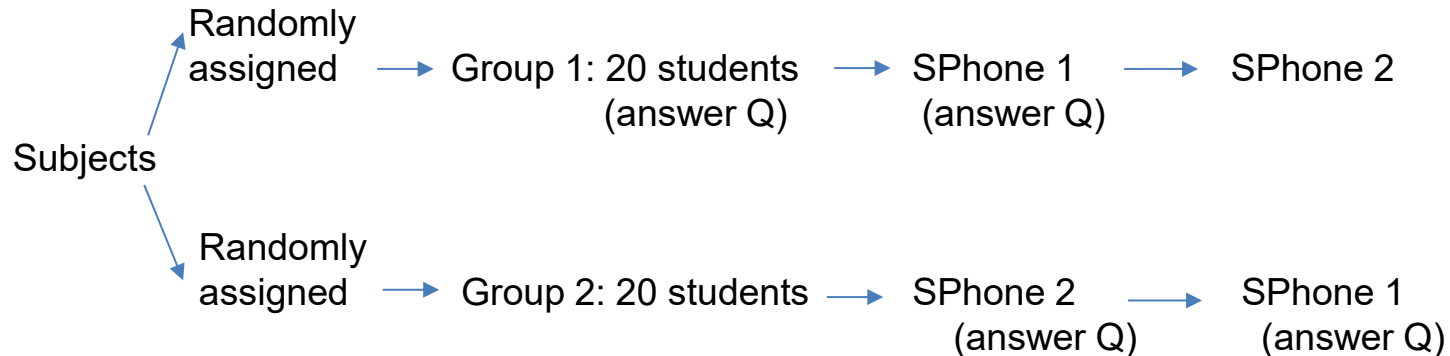 Randomly
assigned
Group 1: 20 students
(answer Q)
SPhone 1
(answer Q)
SPhone 2
Subjects
Randomly
assigned
Group 2: 20 students
SPhone 2
(answer Q)
SPhone 1
(answer Q)